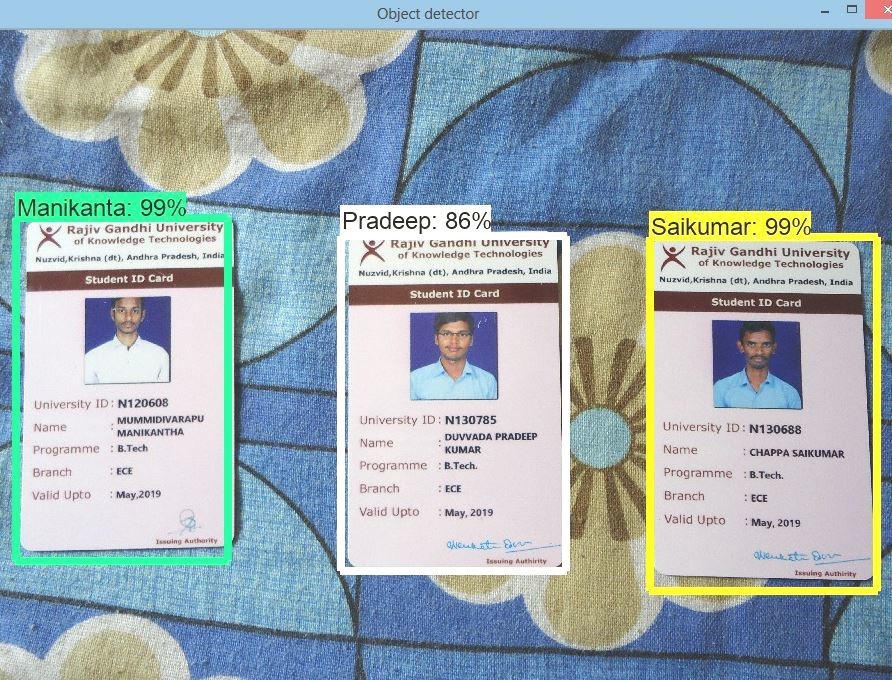 Object detector
Manikanta: 99%
Rajiv Gandhi University
of Knowledge Technologies
Nuzvid,Krishna (dt), Andhra Pradesh, India
Student ID Card
University ID : N120608
Name : MUMMIDIVARAPU
MANIKANTHA
Programme : B.Tech
Branch : ECE
Valid Upto : May,2019
Issuing Authority
Pradeep: 86%
Rajiv Gandhi University
of Knowledge Technologies
Nuzvid,Krishna (dt), Andhra Pradesh, India
Student ID Card
University ID : N130785
Name : DUVVADA PRADEEP
KUMAR
Programme : B.Tech.
Branch : ECE
Valid Upto : May, 2019
Issuing Authirity
Saikumar: 99%
Rajiv Gandhi University
of Knowledge Technologies
Nuzvid,Krishna (dt), Andhra Pradesh, India
Student ID Card
University ID : N130688
Name : CHAPPA SAIKUMAR
Programme : B.Tech.
Branch : ECE
Valid Upto : May, 2019
Issuing Authirity